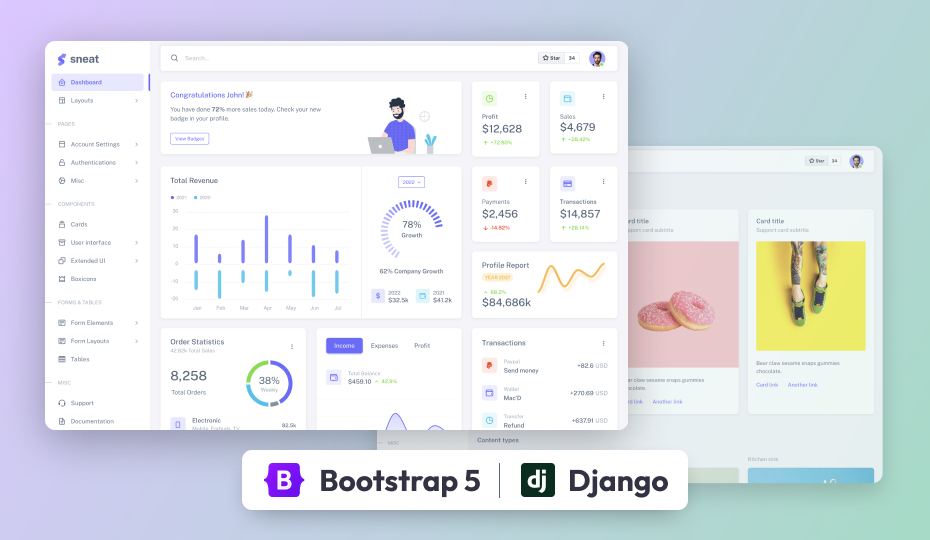 sneat
Dashboard
Layouts
PAGES
Account Settings
Authentications
Misc
COMPONENTS
Cards
User interface
Extended UI
Boxicons
FORMS & TABLES
Form Elements
Form Layouts
Tables
MISC
Support
Documentation
Search...
Star 34
Congratulations John!
You have done 72% more sales today. Check your new
badge in your profile.
View Badges
Profit
$12,628
+72.80%
Sales
$4,679
+28.42%
Total Revenue
2021 2022
30
20
10
0
-10
-20
Jan Feb Mar Apr May Jun Jul
2022
78%
Growth
62% Company Growth
2022
$32.5k
2021
$41.2k
Payments
$2,456
-14.82%
Transactions
$14,857
+28.14%
Profile Report
YEAR 2021
68.2%
$84,686k
Order Statistics
42.82k Total Sales
8,258
Total Orders
38%
Weekly
Electronic
Mobile, Earbuds, TV
82.5k
Income Expenses Profit
Total Balance
$459.10 42.9%
Transactions
Paypal
Send money
+82.6 USD
Wallet
Mac'D
+270.69 USD
Transfer
Refund
+637.91 USD
Star 34
Card title
Support card subtitle
Card title
Support card subtitle
Bear claw sesame snaps gummies
chocolate.
Card link Another link
Bear claw sesame snaps gummies
chocolate.
Card link Another link
MISC
Content types
Kitchen sink
B Bootstrap 5
dj Django